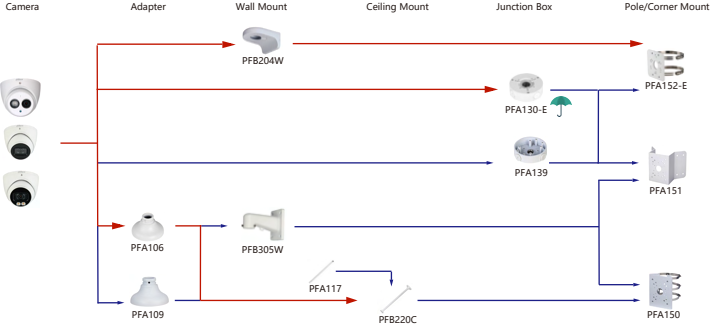 Camera Adapter Wall Mount Ceiling Mount Junction Box Pole/Corner Mount
PFB204W
PFA152-E
PFA130-E
PFA139
PFA151
PFA106
PFB305W
PFA117
PFA109
PFB220C
PFA150